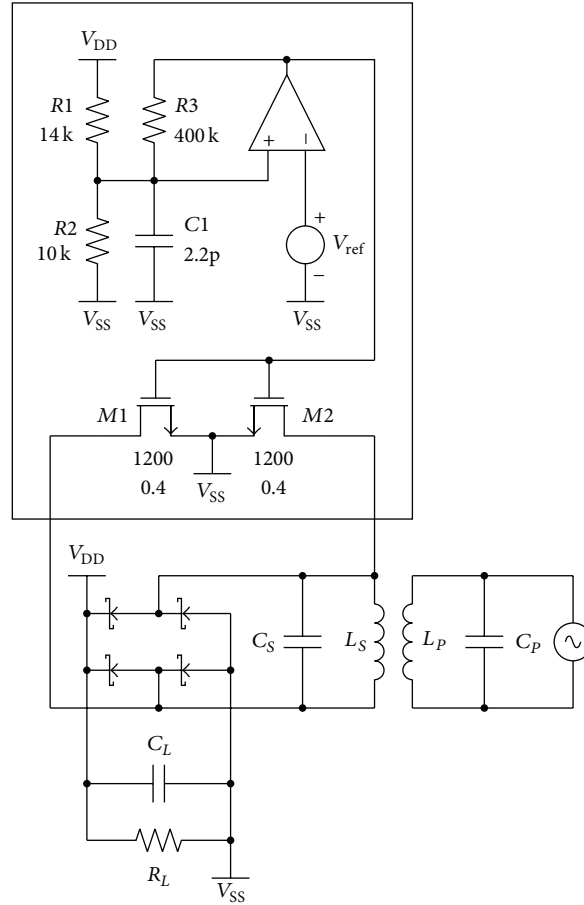 V_DD
R1
14 k
R3
400 k
+
−
R2
10 k
C1
2.2p
+
V_ref
−
V_SS
V_SS
V_SS
M1
M2
1200
0.4
V_SS
1200
0.4
V_DD
C_S
L_S
L_P
C_P
C_L
R_L
V_SS